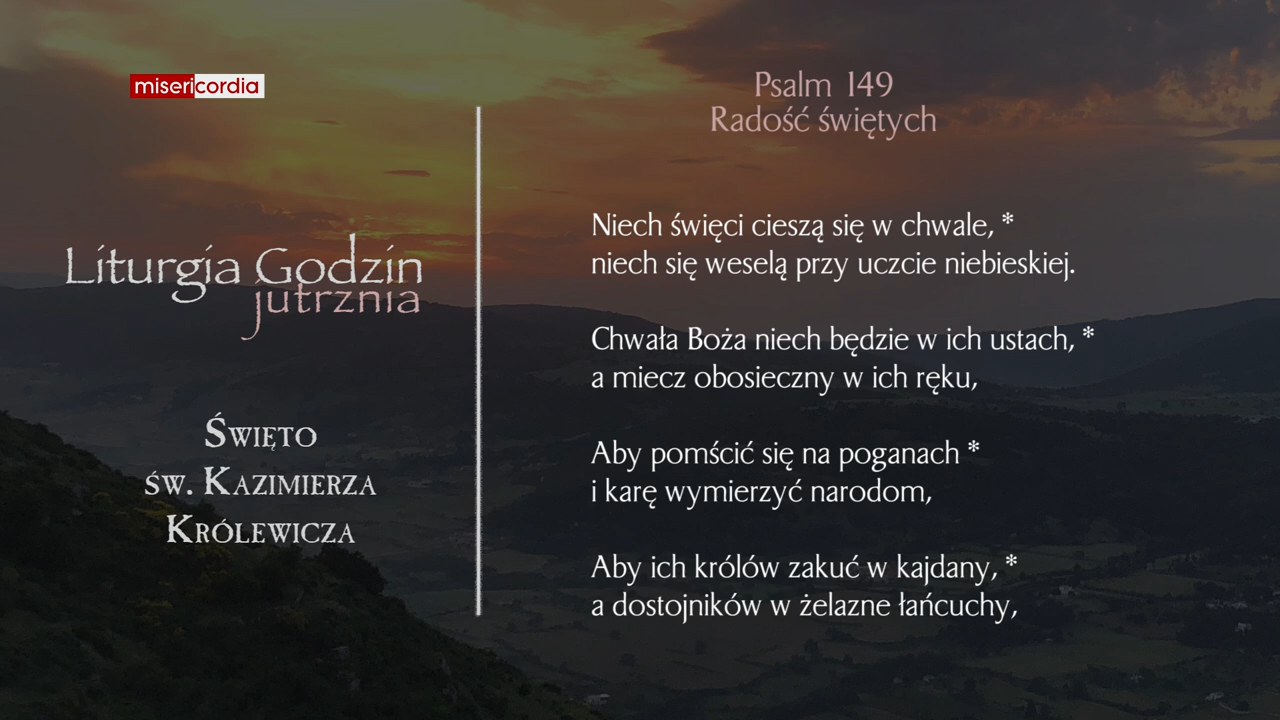 misericordia
Liturgia Godzin
jutrznia
Święto
św. Kazimierza
Królewicza
Psalm 149
Radość świętych
Niech święci cieszą się w chwale, *
niech się weselą przy uczcie niebieskiej.
Chwała Boża niech będzie w ich ustach, *
a miecz obosieczny w ich ręku,
Aby pomścić się na poganach *
i karę wymierzyć narodom,
Aby ich królów zakuć w kajdany, *
a dostojników w żelazne łańcuchy,